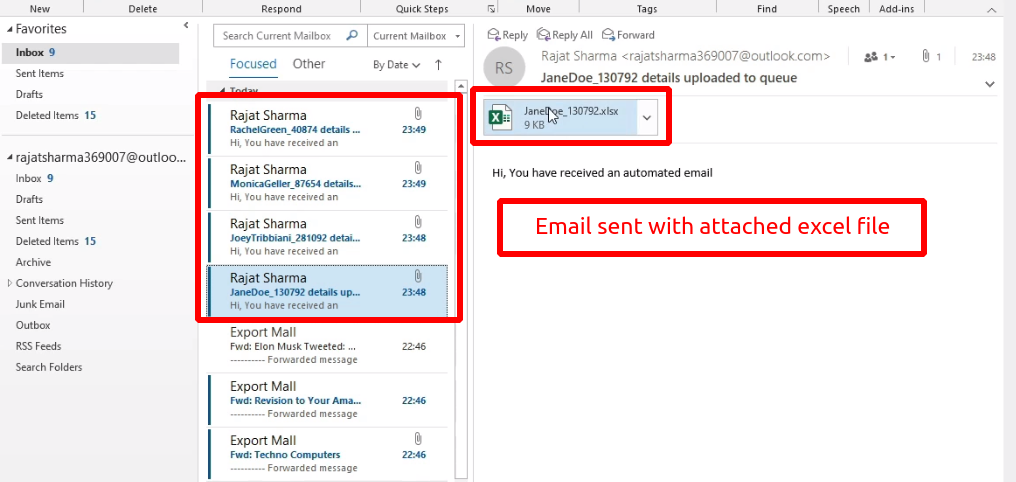 New Delete Respond Quick Steps Move Tags Find Speech Add-ins
Favorites
Inbox 9
Sent Items
Drafts
Deleted Items 15
rajatsharma369007@outloo...
Inbox 9
Drafts
Sent Items
Deleted Items 15
Archive
Conversation History
Junk Email
Outbox
RSS Feeds
Search Folders
Search Current Mailbox Current Mailbox
Focused Other By Date
Today
Rajat Sharma
RachelGreen_40874 details ... 23:49
Hi, You have received an
Rajat Sharma
MonicaGeller_87654 details... 23:49
Hi, You have received an
Rajat Sharma
JoeyTribbiani_281092 detai... 23:48
Hi, You have received an
Rajat Sharma
JaneDoe_130792 details up... 23:48
Hi, You have received an
Export Mall
Fwd: Elon Musk Tweeted: ... 22:46
---------- Forwarded message
Export Mall
Fwd: Revision to Your Ama... 22:46
---------- Forwarded message
Export Mall
Fwd: Techno Computers 22:46
---------- Forwarded message
Reply Reply All Forward
RS
Rajat Sharma <rajatsharma369007@outlook.com> 1 1 23:48
JaneDoe_130792 details uploaded to queue
JaneDoe_130792.xlsx
9 KB
Hi, You have received an automated email
Email sent with attached excel file